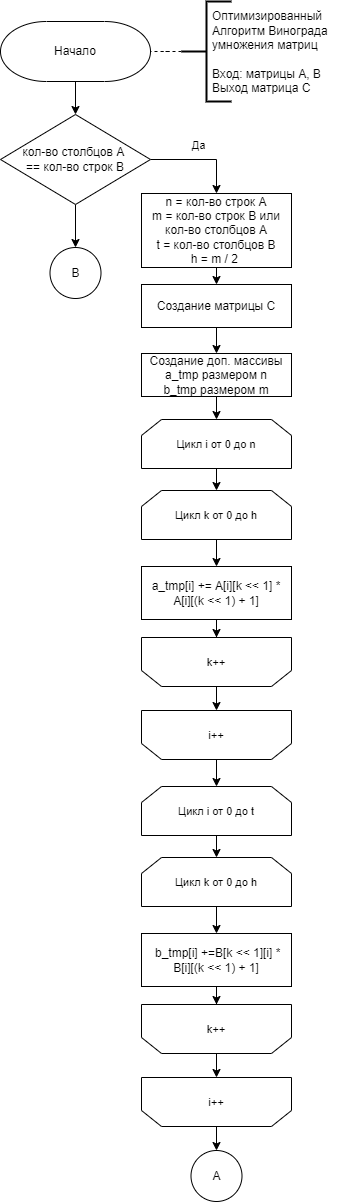 Оптимизированный
Алгоритм Винограда
умножения матриц
Вход: матрицы A, B
Выход матрица C
Начало
кол-во столбцов A
== кол-во строк B
Да
B
n = кол-во строк A
m = кол-во строк B или
кол-во столбцов A
t = кол-во столбцов B
h = m / 2
Создание матрицы C
Создание доп. массивы
a_tmp размером n
b_tmp размером m
Цикл i от 0 до n
Цикл k от 0 до h
a_tmp[i] += A[i][k << 1] *
A[i][(k << 1) + 1]
k++
i++
Цикл i от 0 до t
Цикл k от 0 до h
b_tmp[i] +=B[k << 1][i] *
B[i][(k << 1) + 1]
k++
i++
A